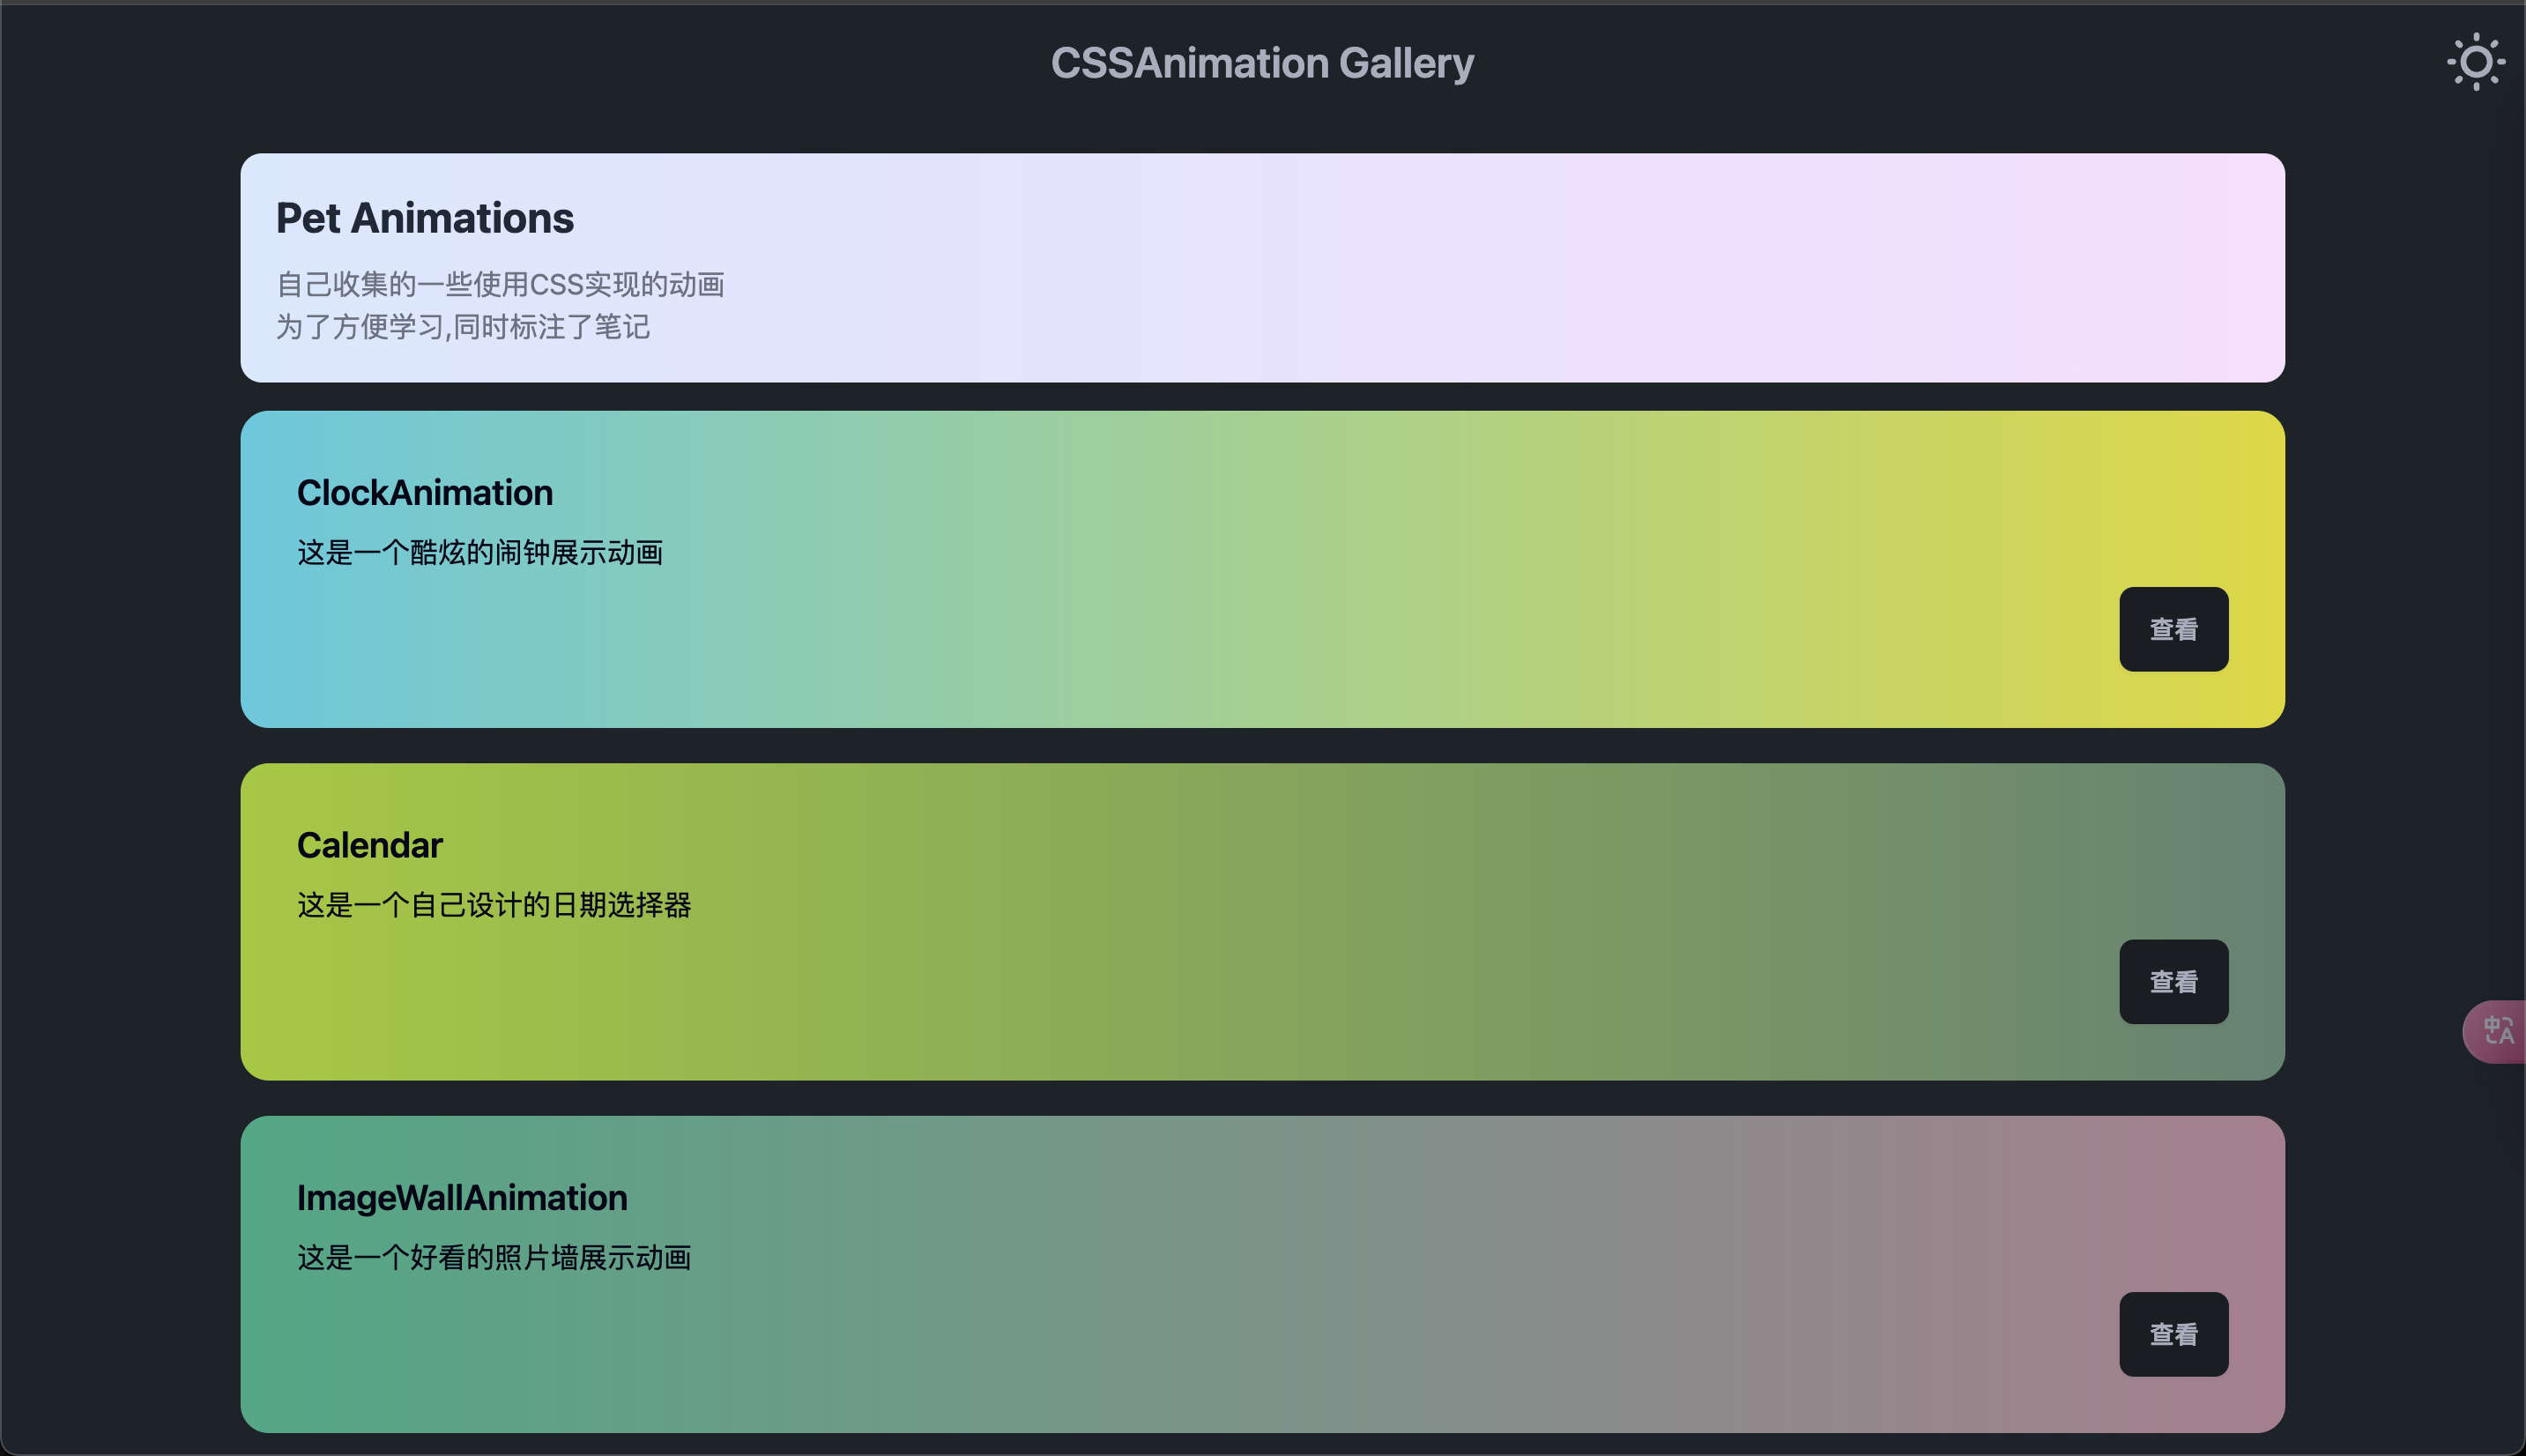 CSSAnimation Gallery
Pet Animations
自己收集的一些使用CSS实现的动画
为了方便学习,同时标注了笔记
ClockAnimation
这是一个酷炫的闹钟展示动画
查看
Calendar
这是一个自己设计的日期选择器
查看
中A
ImageWallAnimation
这是一个好看的照片墙展示动画
查看